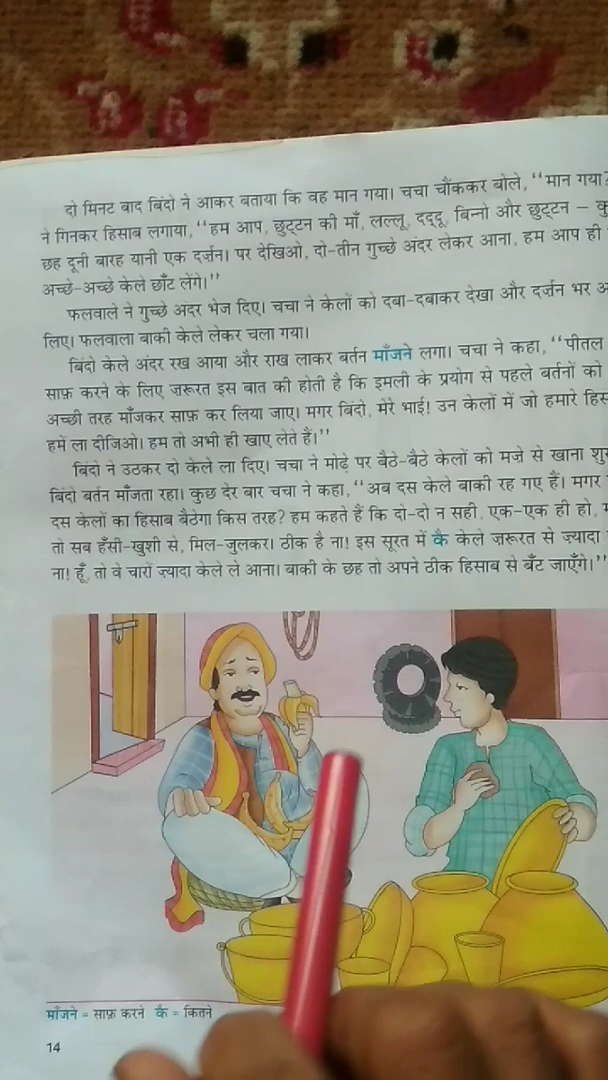 दो मिनट बाद बिंदो ने आकर बताया कि वह मान गया। चचा चौंककर बोले, “मान गया?
ने गिनकर हिसाब लगाया, “हम आप, छुट्टन की माँ, लल्लू, दद्दू, बिन्नो और छुट्टन – कु
छह दूनी बारह यानी एक दर्जन। पर देखिओ, दो-तीन गुच्छे अंदर लेकर आना, हम आप ही
अच्छे-अच्छे केले छाँट लेंगे।”
फलवाले ने गुच्छे अंदर भेज दिए। चचा ने केलों को दबा-दबाकर देखा और दर्जन भर अ
लिए। फलवाला बाकी केले लेकर चला गया।
बिंदो केले अंदर रख आया और राख लाकर बर्तन माँजने लगा। चचा ने कहा, “पीतल
साफ़ करने के लिए ज़रूरत इस बात की होती है कि इमली के प्रयोग से पहले बर्तनों को
अच्छी तरह माँजकर साफ़ कर लिया जाए। मगर बिंदो, मेरे भाई! उन केलों में जो हमारे हिस
हमें ला दीजिओ। हम तो अभी ही खाए लेते हैं।”
बिंदो ने उठकर दो केले ला दिए। चचा ने मोढ़े पर बैठे-बैठे केलों को मज़े से खाना शु
बिंदो बर्तन माँजता रहा। कुछ देर बार चचा ने कहा, “अब दस केले बाकी रह गए हैं। मगर
दस केलों का हिसाब बैठेगा किस तरह? हम कहते हैं कि दो-दो न सही, एक-एक ही हो,
तो सब हँसी-खुशी से, मिल-जुलकर। ठीक है ना! इस सूरत में कै केले ज़रूरत से ज़्यादा
ना! हूँ, तो वे चारों ज़्यादा केले ले आना। बाकी के छह तो अपने ठीक हिसाब से बँट जाएँगे।”
माँजने = साफ़ करने कै = कितने
14